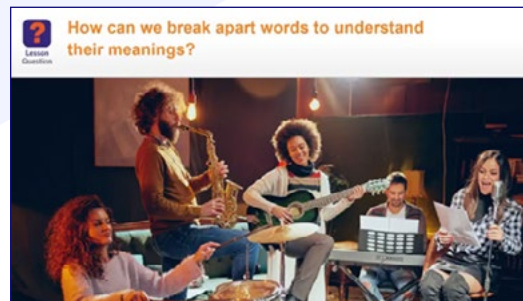 ?
How can we break apart words to understand
their meanings?
Lesson
Question